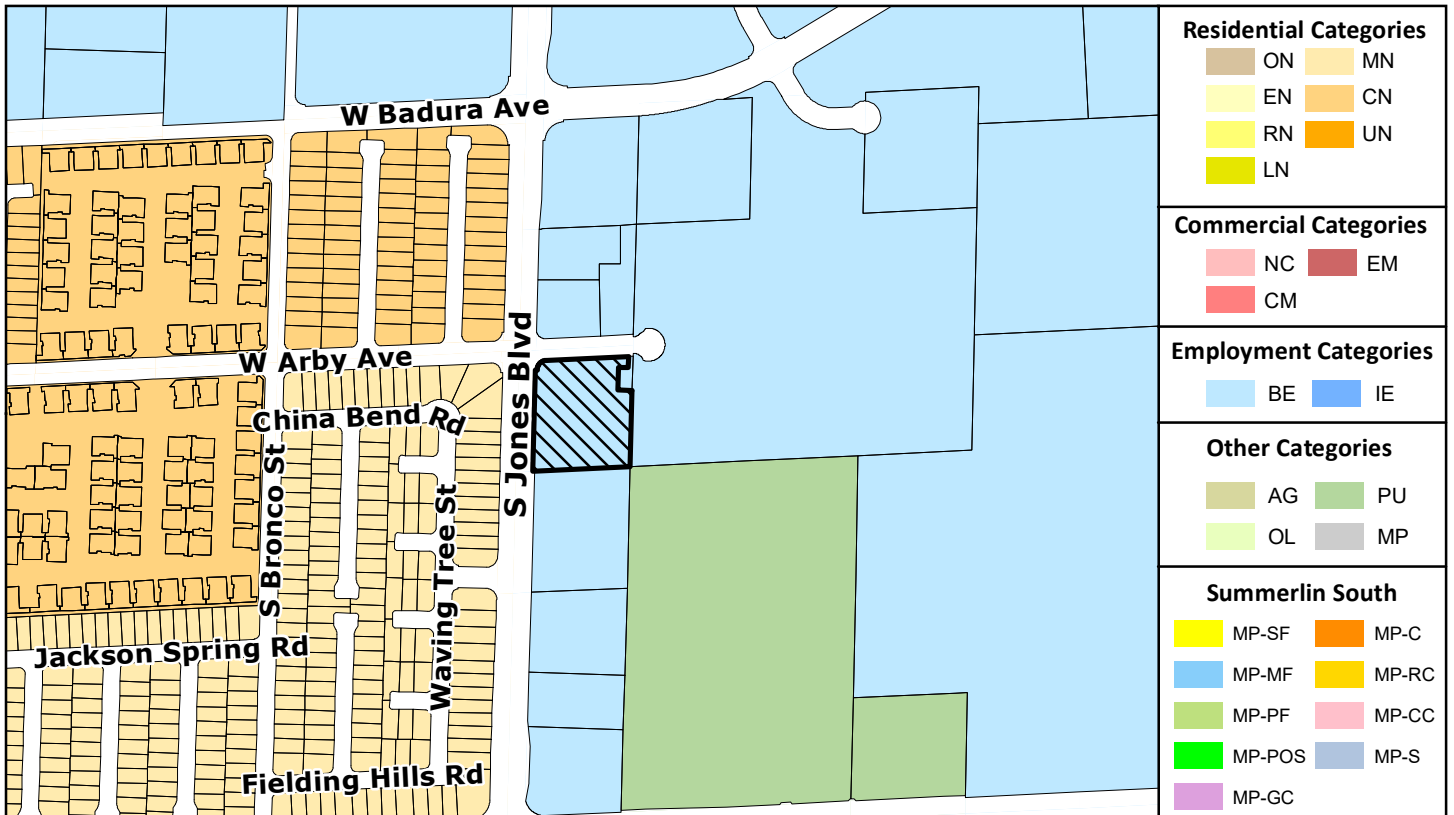 W Badura Ave
S Jones Blvd
W Arby Ave
China Bend Rd
S Bronco St
Waving Tree St
Jackson Spring Rd
Fielding Hills Rd
Residential Categories
ON MN
EN CN
RN UN
LN
Commercial Categories
NC EM
CM
Employment Categories
BE IE
Other Categories
AG PU
OL MP
Summerlin South
MP-SF MP-C
MP-MF MP-RC
MP-PF MP-CC
MP-POS MP-S
MP-GC